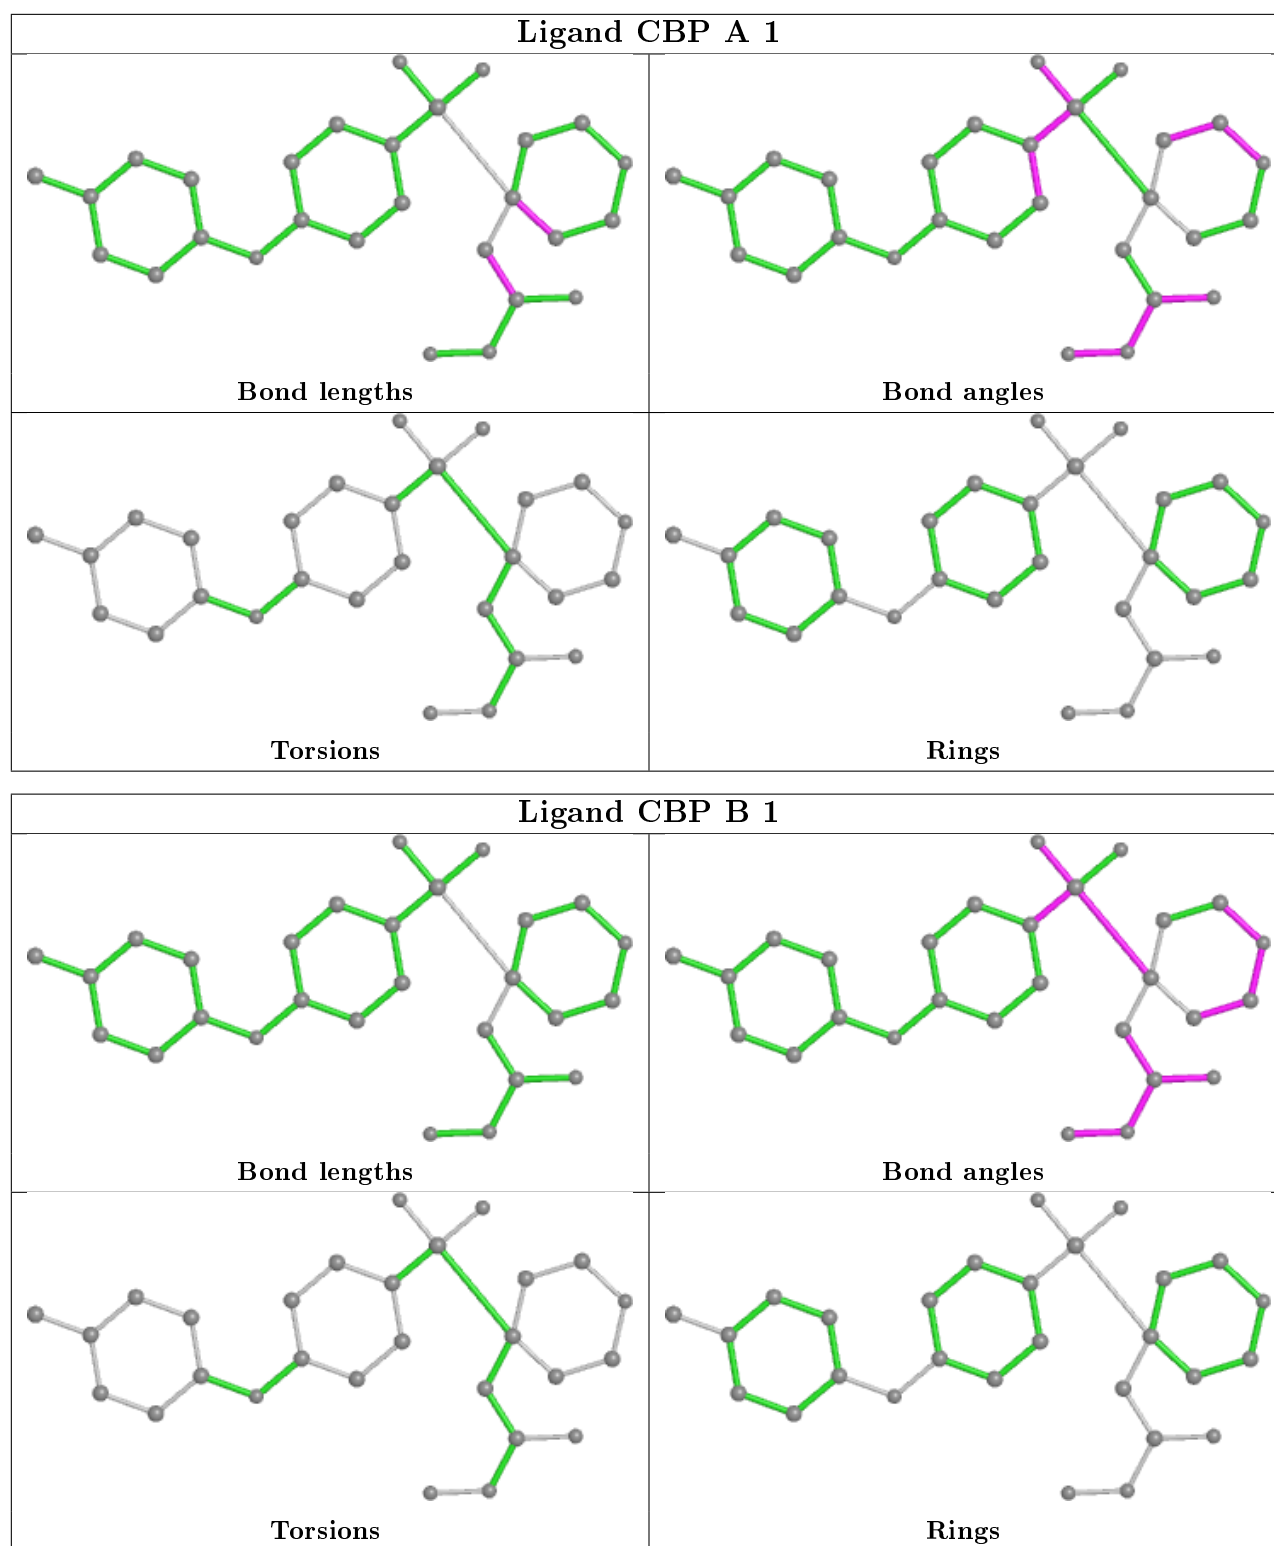 Ligand CBP A 1
Bond lengths
Bond angles
Torsions
Rings
Ligand CBP B 1
Bond lengths
Bond angles
Torsions
Rings